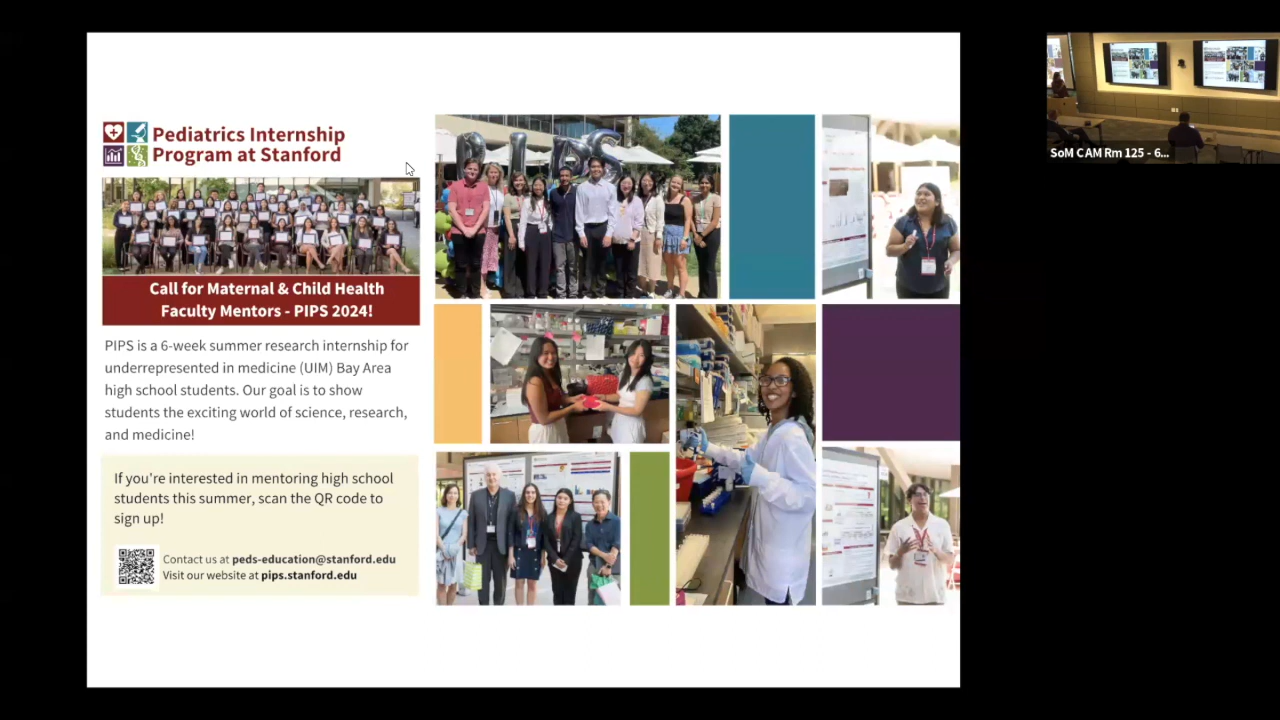 Pediatrics Internship
Program at Stanford
Call for Maternal & Child Health
Faculty Mentors - PIPS 2024!
PIPS is a 6-week summer research internship for
underrepresented in medicine (UIM) Bay Area
high school students. Our goal is to show
students the exciting world of science, research,
and medicine!
If you're interested in mentoring high school
students this summer, scan the QR code to
sign up!
Contact us at peds-education@stanford.edu
Visit our website at pips.stanford.edu
PIPS
SoM CAM Rm 125 - 6...